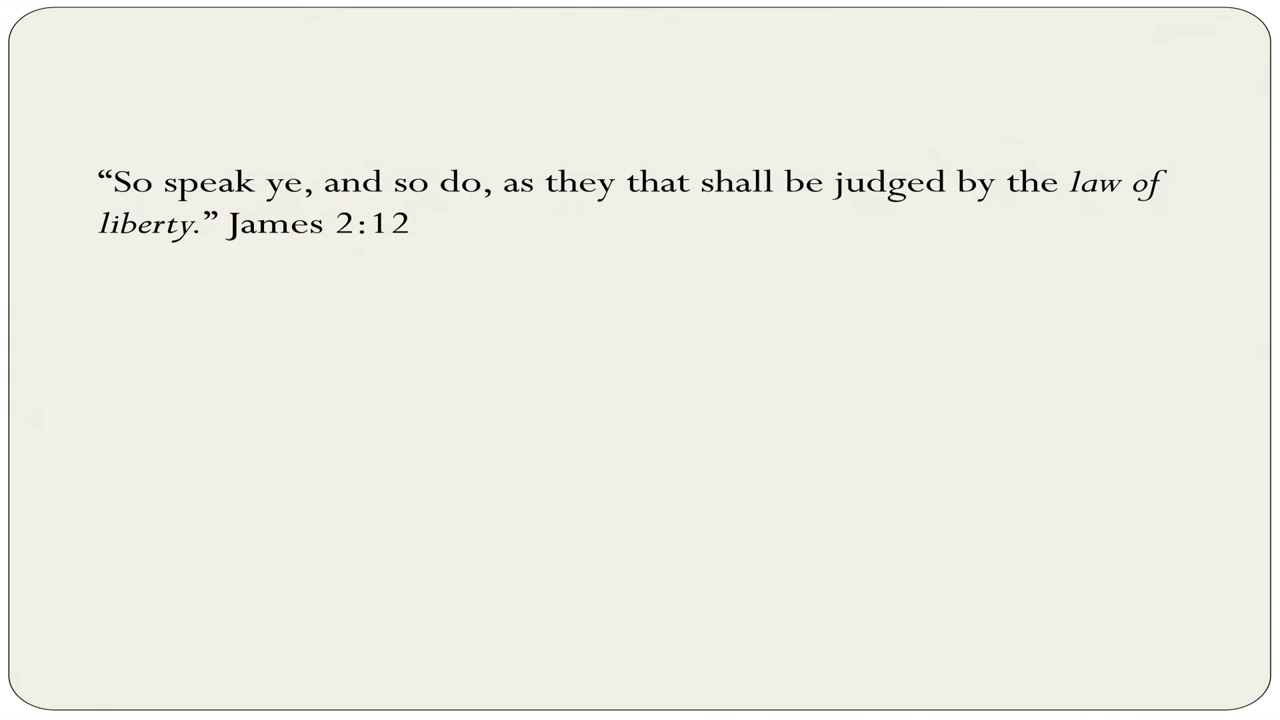 “So speak ye, and so do, as they that shall be judged by the law of
liberty.” James 2:12